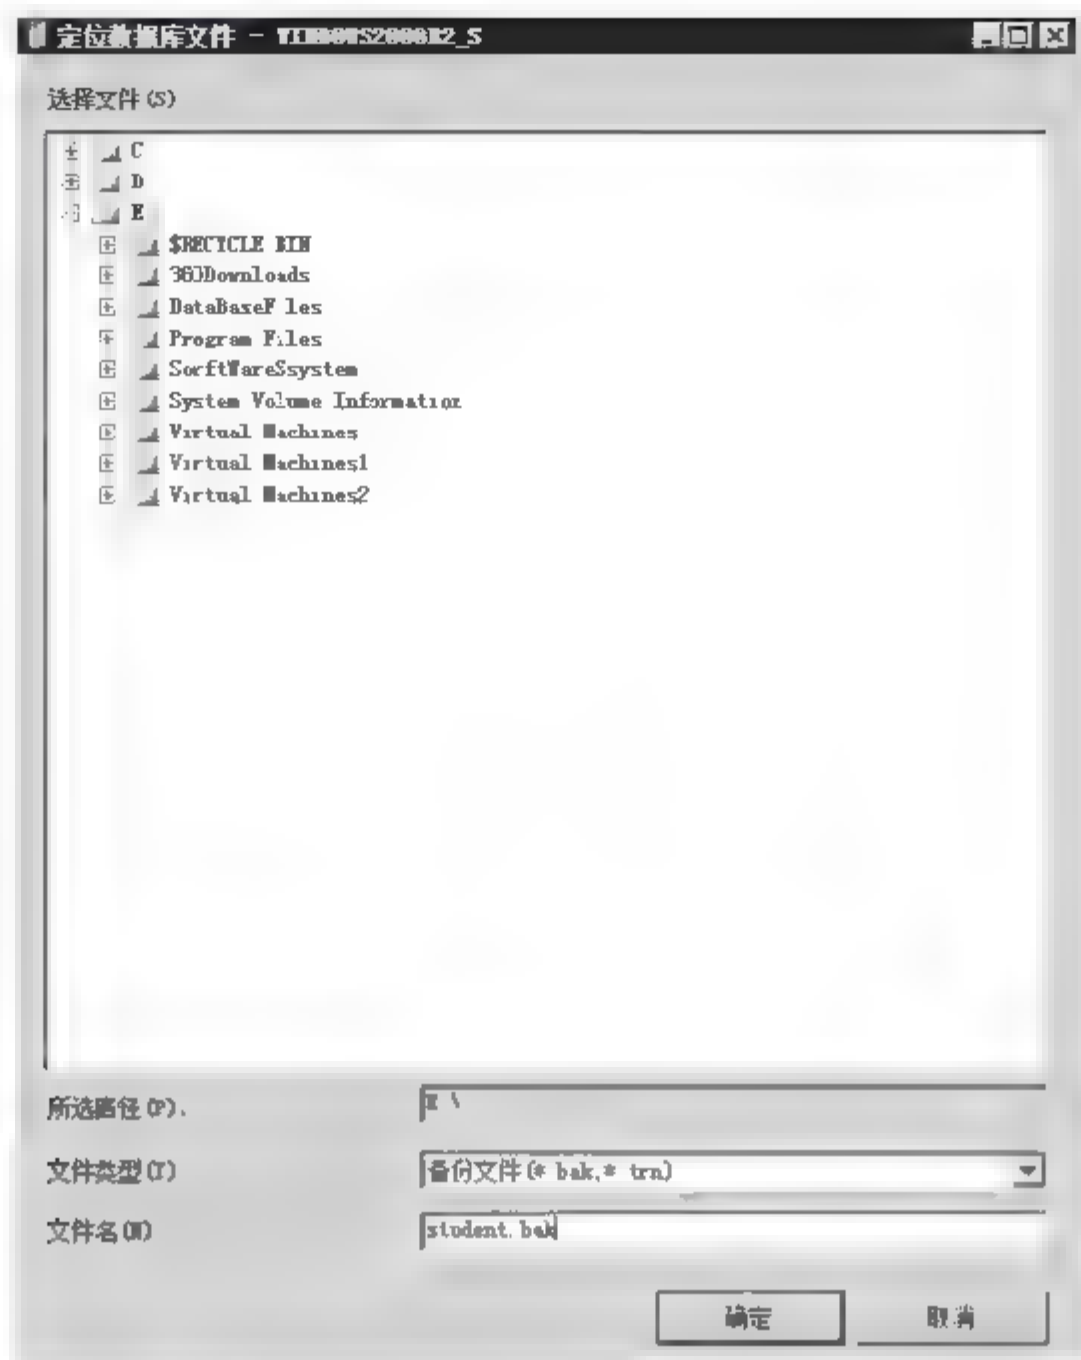 定位数据库文件 - WINDOWS2008R2_S
选择文件(S)
C
D
E
$RECYCLE BIN
360Downloads
DataBaseFiles
Program Files
SorftWareSsystem
System Volume Information
Virtual Machines
Virtual Machines1
Virtual Machines2
所选路径(P).
E \
文件类型(T)
备份文件(* bak,* trn)
文件名(N)
student.bak
确定
取消